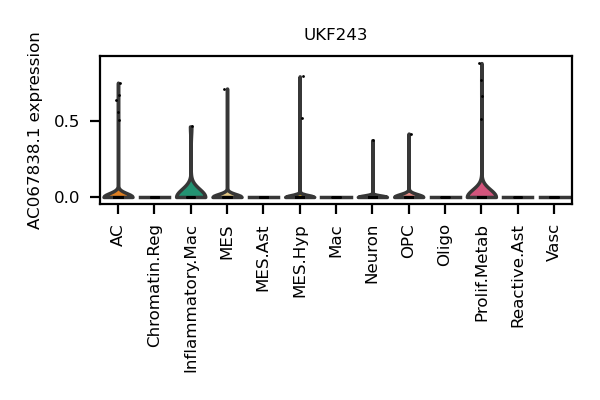 UKF243
AC067838.1 expression
0.5
0.0
AC
Chromatin.Reg
Inflammatory.Mac
MES
MES.Ast
MES.Hyp
Mac
Neuron
OPC
Oligo
Prolif.Metab
Reactive.Ast
Vasc